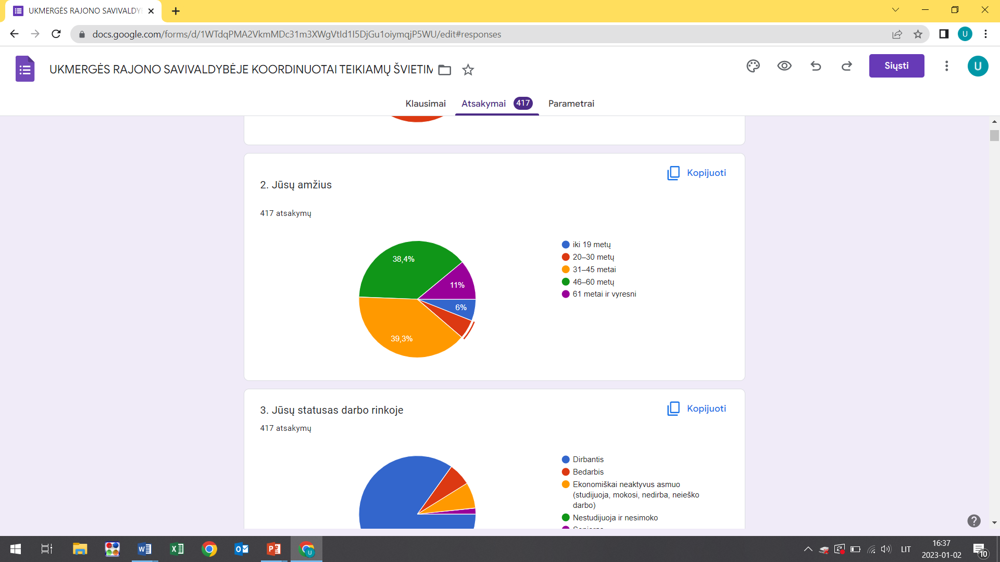 UKMERGĖS RAJONO SAVIVALDY
docs.google.com/forms/d/1WTdqPMA2VkmMDc31m3XWgVtId1I5DjGu1oiymqjP5WU/edit#responses
U
UKMERGĖS RAJONO SAVIVALDYBĖJE KOORDINUOTAI TEIKIAMŲ ŠVIETIM
Siųsti
U
Klausimai
Atsakymai 417
Parametrai
Kopijuoti
2. Jūsų amžius
417 atsakymų
38,4%
11%
6%
39,3%
iki 19 metų
20–30 metų
31–45 metai
46–60 metų
61 metai ir vyresni
Kopijuoti
3. Jūsų statusas darbo rinkoje
417 atsakymų
Dirbantis
Bedarbis
Ekonomiškai neaktyvus asmuo
(studijuoja, mokosi, nedirba, neieško
darbo)
Nestudijuoja ir nesimoko
LIT
16:37
2023-01-02
10